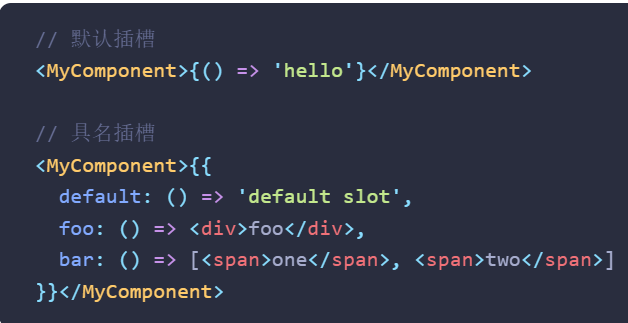 // 默认插槽
<MyComponent>{() => 'hello'}</MyComponent>

// 具名插槽
<MyComponent>{{
  default: () => 'default slot',
  foo: () => <div>foo</div>,
  bar: () => [<span>one</span>, <span>two</span>]
}}</MyComponent>